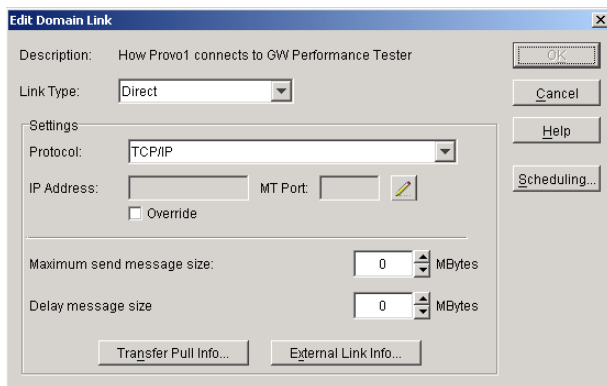 Edit Domain Link
Description: How Provo1 connects to GW Performance Tester
OK
Link Type: Direct
Cancel
Settings
Help
Protocol: TCP/IP
IP Address: MT Port:
Scheduling...
Override
Maximum send message size: 0 MBytes
Delay message size 0 MBytes
Transfer Pull Info... External Link Info...